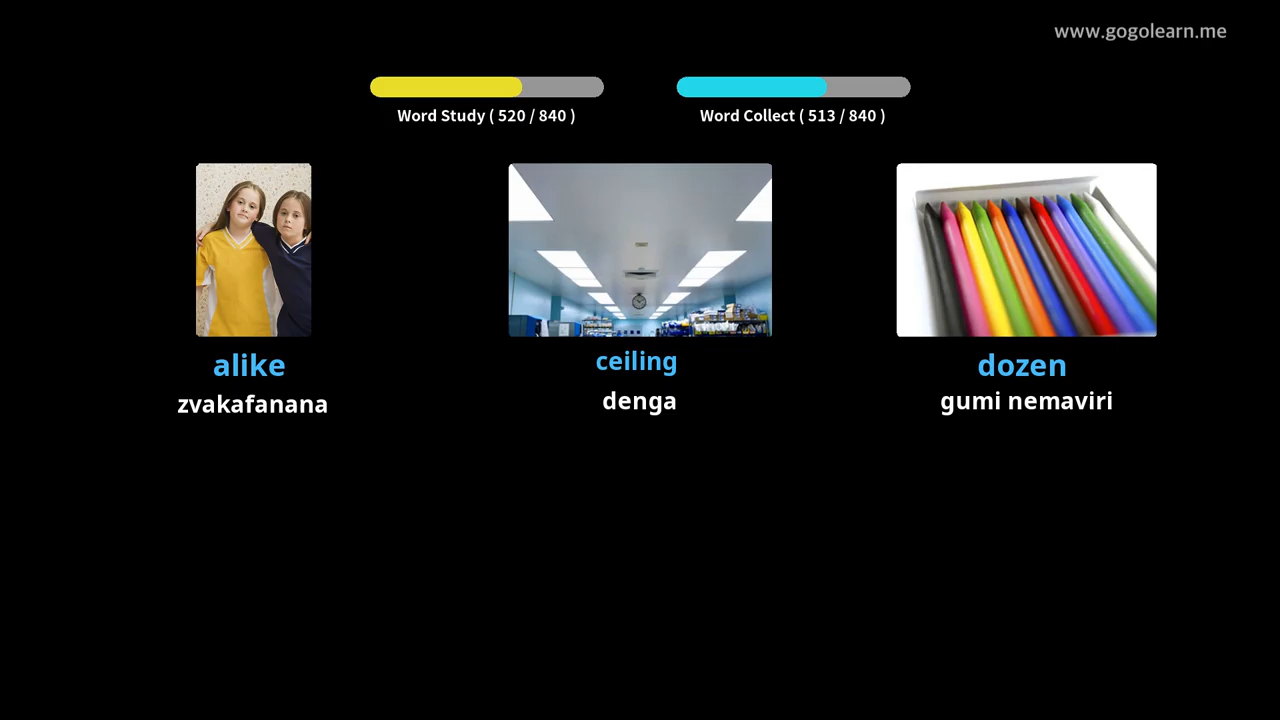 www.gogolearn.me
Word Study ( 520 / 840 )
Word Collect ( 513 / 840 )
alike
zvakafanana
ceiling
denga
dozen
gumi nemaviri